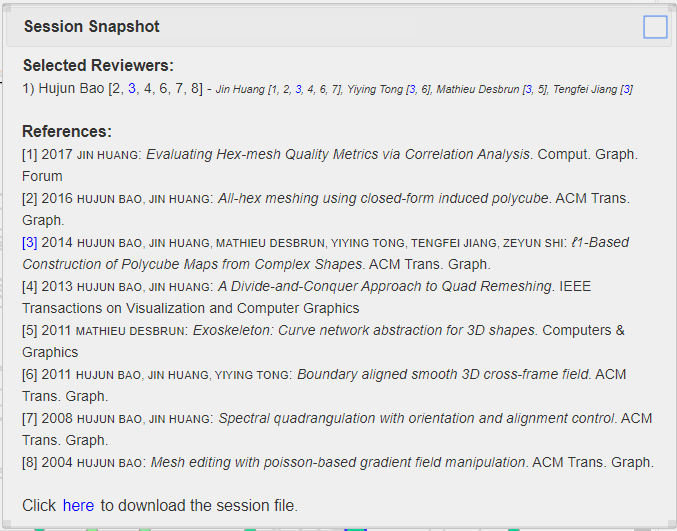 Session Snapshot
Selected Reviewers:
1) Hujun Bao [2, 3, 4, 6, 7, 8] - Jin Huang [1, 2, 3, 4, 6, 7], Yiying Tong [3, 6], Mathieu Desbrun [3, 5], Tengfei Jiang [3]
References:
[1] 2017 JIN HUANG: Evaluating Hex-mesh Quality Metrics via Correlation Analysis. Comput. Graph.
Forum
[2] 2016 HUJUN BAO, JIN HUANG: All-hex meshing using closed-form induced polycube. ACM Trans.
Graph.
[3] 2014 HUJUN BAO, JIN HUANG, MATHIEU DESBRUN, YIYING TONG, TENGFEI JIANG, ZEYUN SHI: ℓ1-Based
Construction of Polycube Maps from Complex Shapes. ACM Trans. Graph.
[4] 2013 HUJUN BAO, JIN HUANG: A Divide-and-Conquer Approach to Quad Remeshing. IEEE
Transactions on Visualization and Computer Graphics
[5] 2011 MATHIEU DESBRUN: Exoskeleton: Curve network abstraction for 3D shapes. Computers &
Graphics
[6] 2011 HUJUN BAO, JIN HUANG, YIYING TONG: Boundary aligned smooth 3D cross-frame field. ACM
Trans. Graph.
[7] 2008 HUJUN BAO, JIN HUANG: Spectral quadrangulation with orientation and alignment control. ACM
Trans. Graph.
[8] 2004 HUJUN BAO: Mesh editing with poisson-based gradient field manipulation. ACM Trans. Graph.
Click here to download the session file.